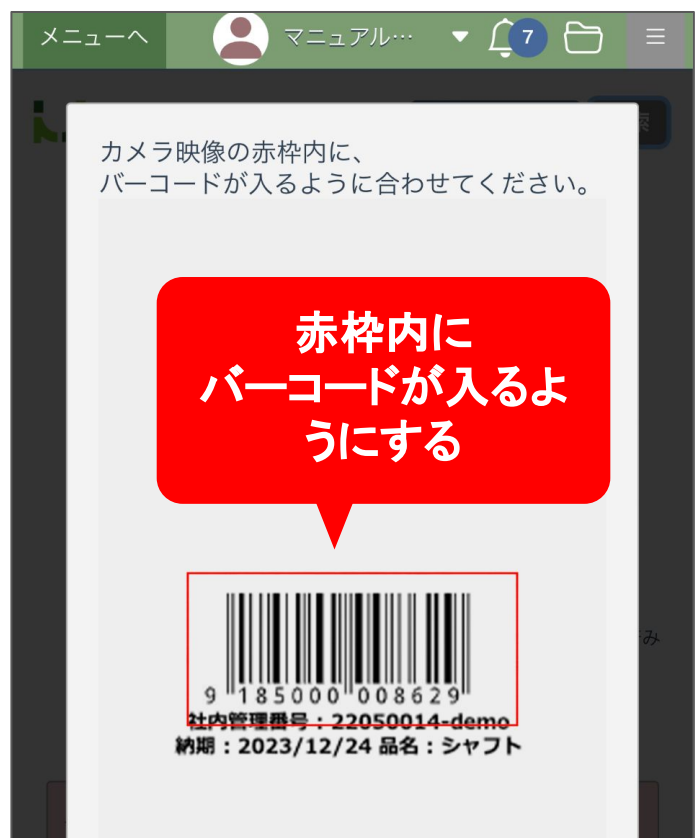 メニューへ
マニュアル…
7
索
カメラ映像の赤枠内に、
バーコードが入るように合わせてください。
赤枠内に
バーコードが入るよ
うにする
み
9 185000 008629
社内管理番号：22050014-demo
納期：2023/12/24 品名：シャフト